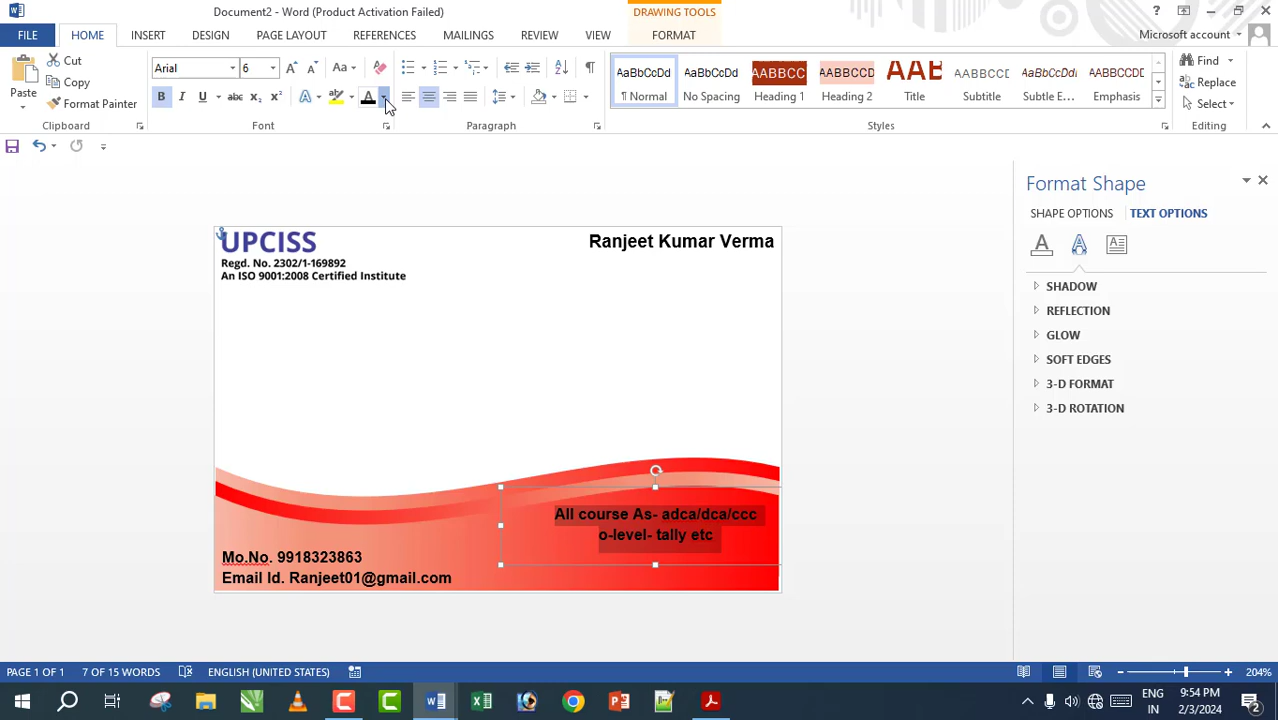 Document2 - Word (Product Activation Failed)
DRAWING TOOLS
FILE HOME INSERT DESIGN PAGE LAYOUT REFERENCES MAILINGS REVIEW VIEW FORMAT
Microsoft account
Paste
Cut
Copy
Format Painter
Clipboard
Arial 6
Font
Paragraph
AaBbCcDd AaBbCcDd AABBCC AABBCCDD AAB AABBCCDD AABBCCDD AABBCCDD
¶ Normal No Spacing Heading 1 Heading 2 Title Subtitle Subtle E... Emphasis
Styles
Find
Replace
Select
Editing
Format Shape
SHAPE OPTIONS TEXT OPTIONS
SHADOW
REFLECTION
GLOW
SOFT EDGES
3-D FORMAT
3-D ROTATION
UPCISS
Regd. No. 2302/1-169892
An ISO 9001:2008 Certified Institute
Ranjeet Kumar Verma
All course As- adca/dca/ccc
o-level- tally etc
Mo.No. 9918323863
Email Id. Ranjeet01@gmail.com
PAGE 1 OF 1 7 OF 15 WORDS ENGLISH (UNITED STATES) 204%
ENG
IN
9:54 PM
2/3/2024
2